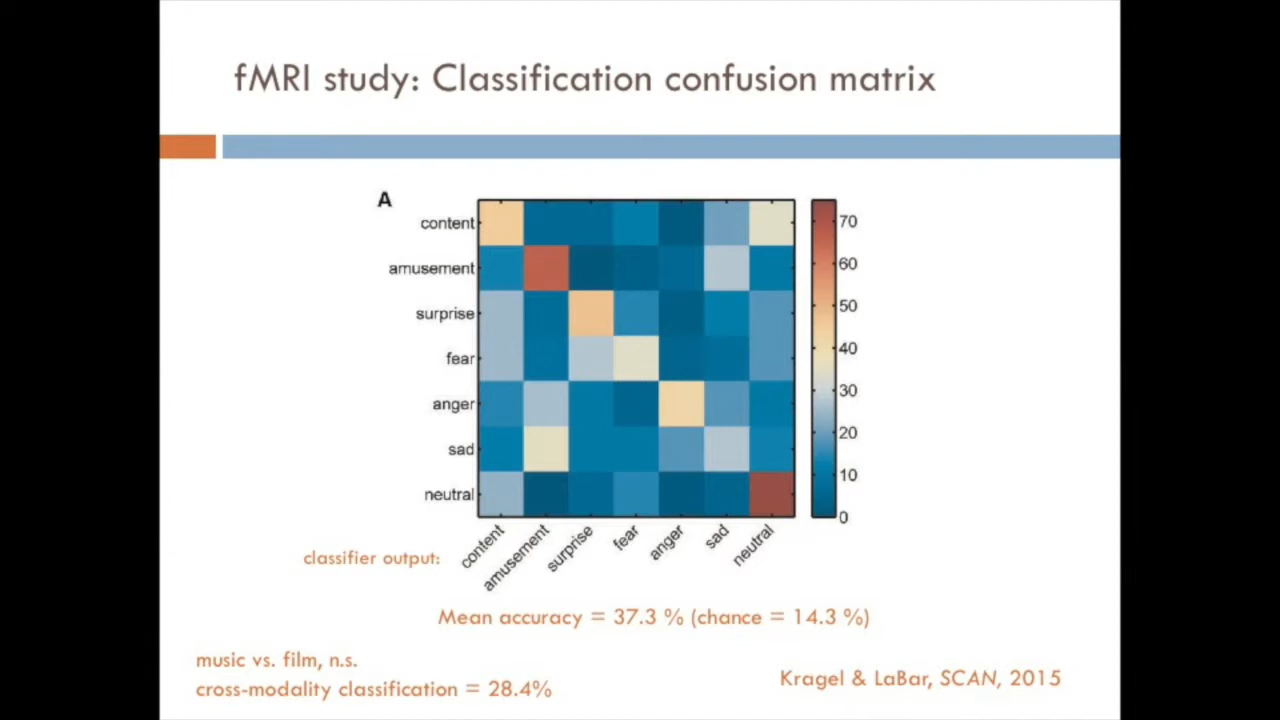 fMRI study: Classification confusion matrix
A
content
amusement
surprise
fear
anger
sad
neutral
70
60
50
40
30
20
10
0
classifier output:
content
amusement
surprise
fear
anger
sad
neutral
Mean accuracy = 37.3 % (chance = 14.3 %)
music vs. film, n.s.
cross-modality classification = 28.4%
Kragel & LaBar, SCAN, 2015